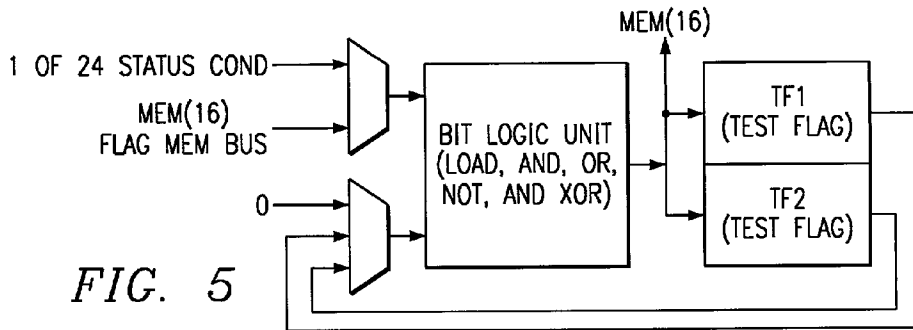 MEM(16)
1 OF 24 STATUS COND
MEM(16)
FLAG MEM BUS
BIT LOGIC UNIT
(LOAD, AND, OR,
NOT, AND XOR)
TF1
(TEST FLAG)
TF2
(TEST FLAG)
0
FIG. 5